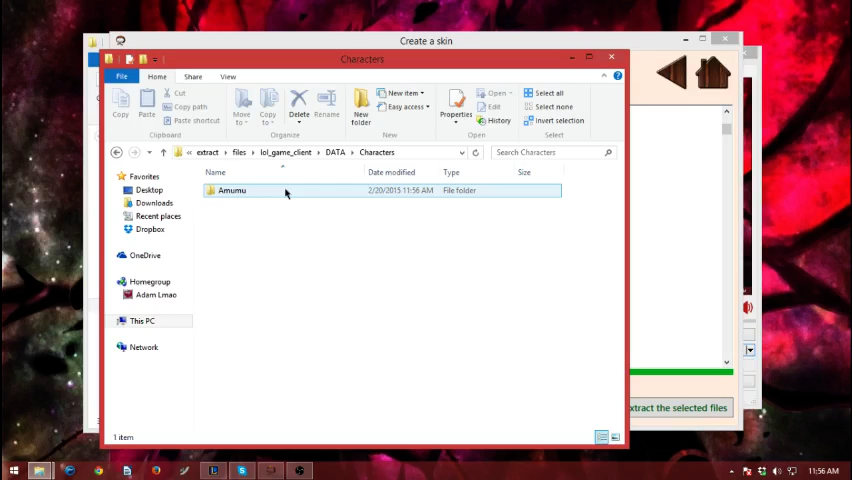 Create a skin
Characters
File Home Share View
Copy Paste Cut Copy path Paste shortcut Clipboard
Move to Copy to Delete Rename Organize
New folder New item Easy access New
Properties Open Edit History Open
Select all Select none Invert selection Select
« extract files lol_game_client DATA Characters Search Characters
Name Date modified Type Size
Amumu 2/20/2015 11:56 AM File folder
Favorites
Desktop
Downloads
Recent places
Dropbox
OneDrive
Homegroup
Adam Lmao
This PC
Network
xtract the selected files
1 item
11:56 AM